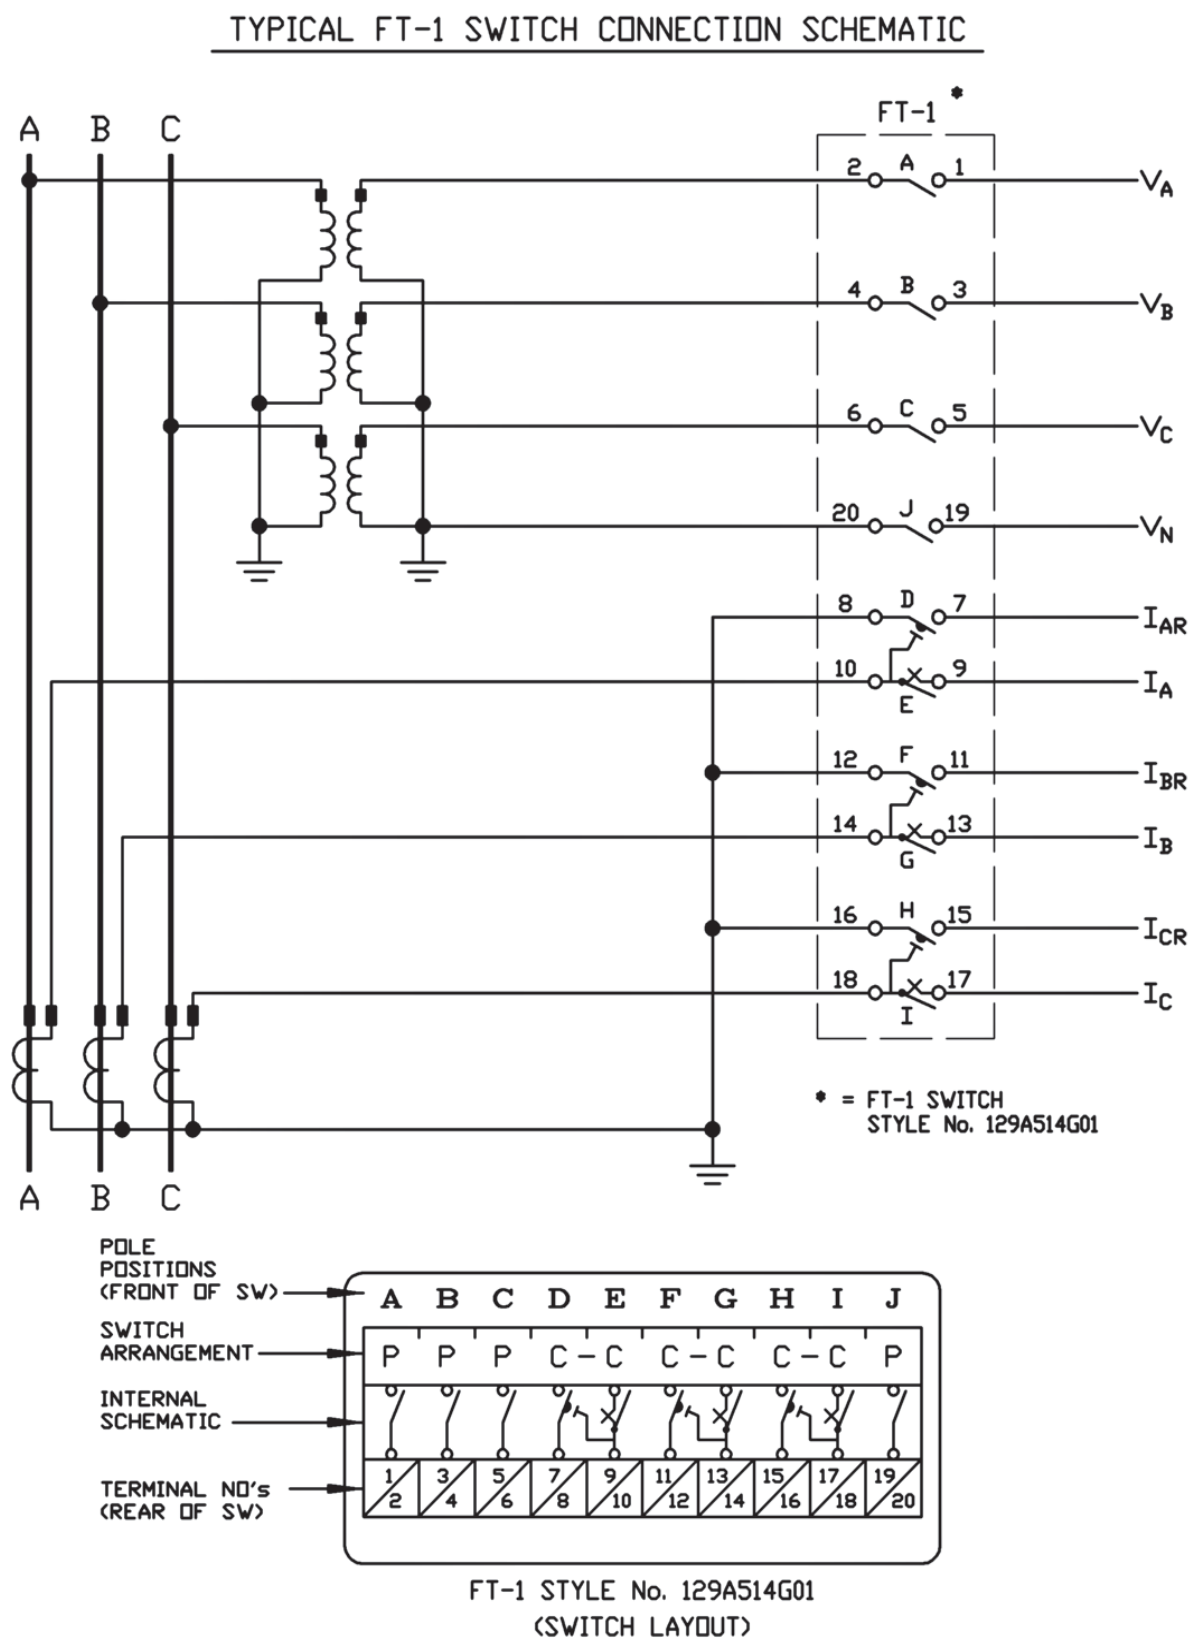 TYPICAL FT-1 SWITCH CONNECTION SCHEMATIC
FT-1 *
A B C
2 A 1 VA
4 B 3 VB
6 C 5 VC
20 J 19 VN
8 D 7 IAR
10 9 IA
E
12 F 11 IBR
14 13 IB
G
16 H 15 ICR
18 17 IC
I
* = FT-1 SWITCH
STYLE No. 129A514G01
A B C
POLE
POSITIONS
(FRONT OF SW)
A B C D E F G H I J
SWITCH
ARRANGEMENT
P P P C - C C - C C - C P
INTERNAL
SCHEMATIC
TERMINAL NO's
(REAR OF SW)
1 3 5 7 9 11 13 15 17 19
2 4 6 8 10 12 14 16 18 20
FT-1 STYLE No. 129A514G01
(SWITCH LAYOUT)